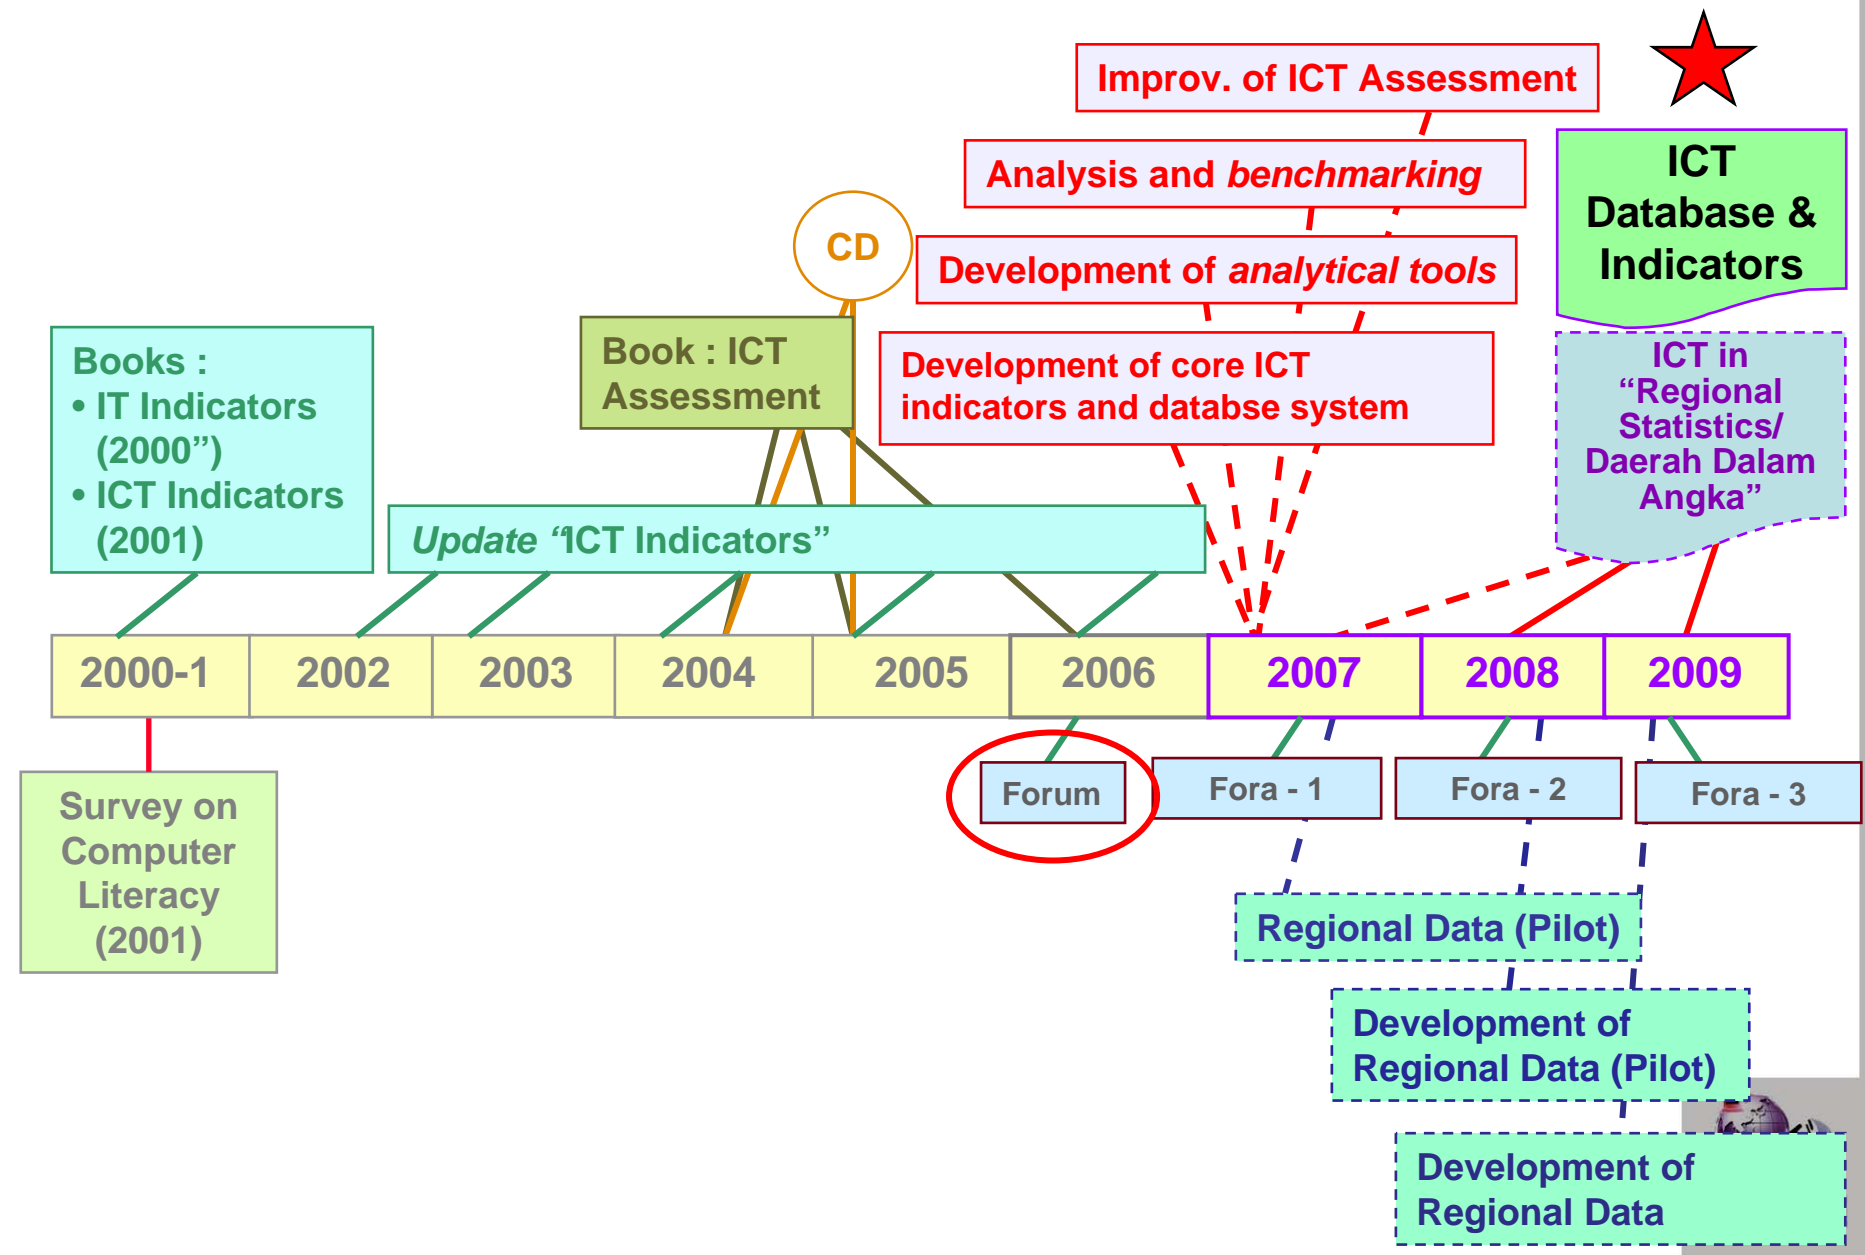 Improv. of ICT Assessment
Analysis and benchmarking
ICT
Database &
Indicators
CD
Development of analytical tools
Books :
• IT Indicators
(2000”)
• ICT Indicators
(2001)
Book : ICT
Assessment
Development of core ICT
indicators and databse system
ICT in
“Regional
Statistics/
Daerah Dalam
Angka”
Update “ICT Indicators”
2000-1
2002
2003
2004
2005
2006
2007
2008
2009
Survey on
Computer
Literacy
(2001)
Forum
Fora - 1
Fora - 2
Fora - 3
Regional Data (Pilot)
Development of
Regional Data (Pilot)
Development of
Regional Data